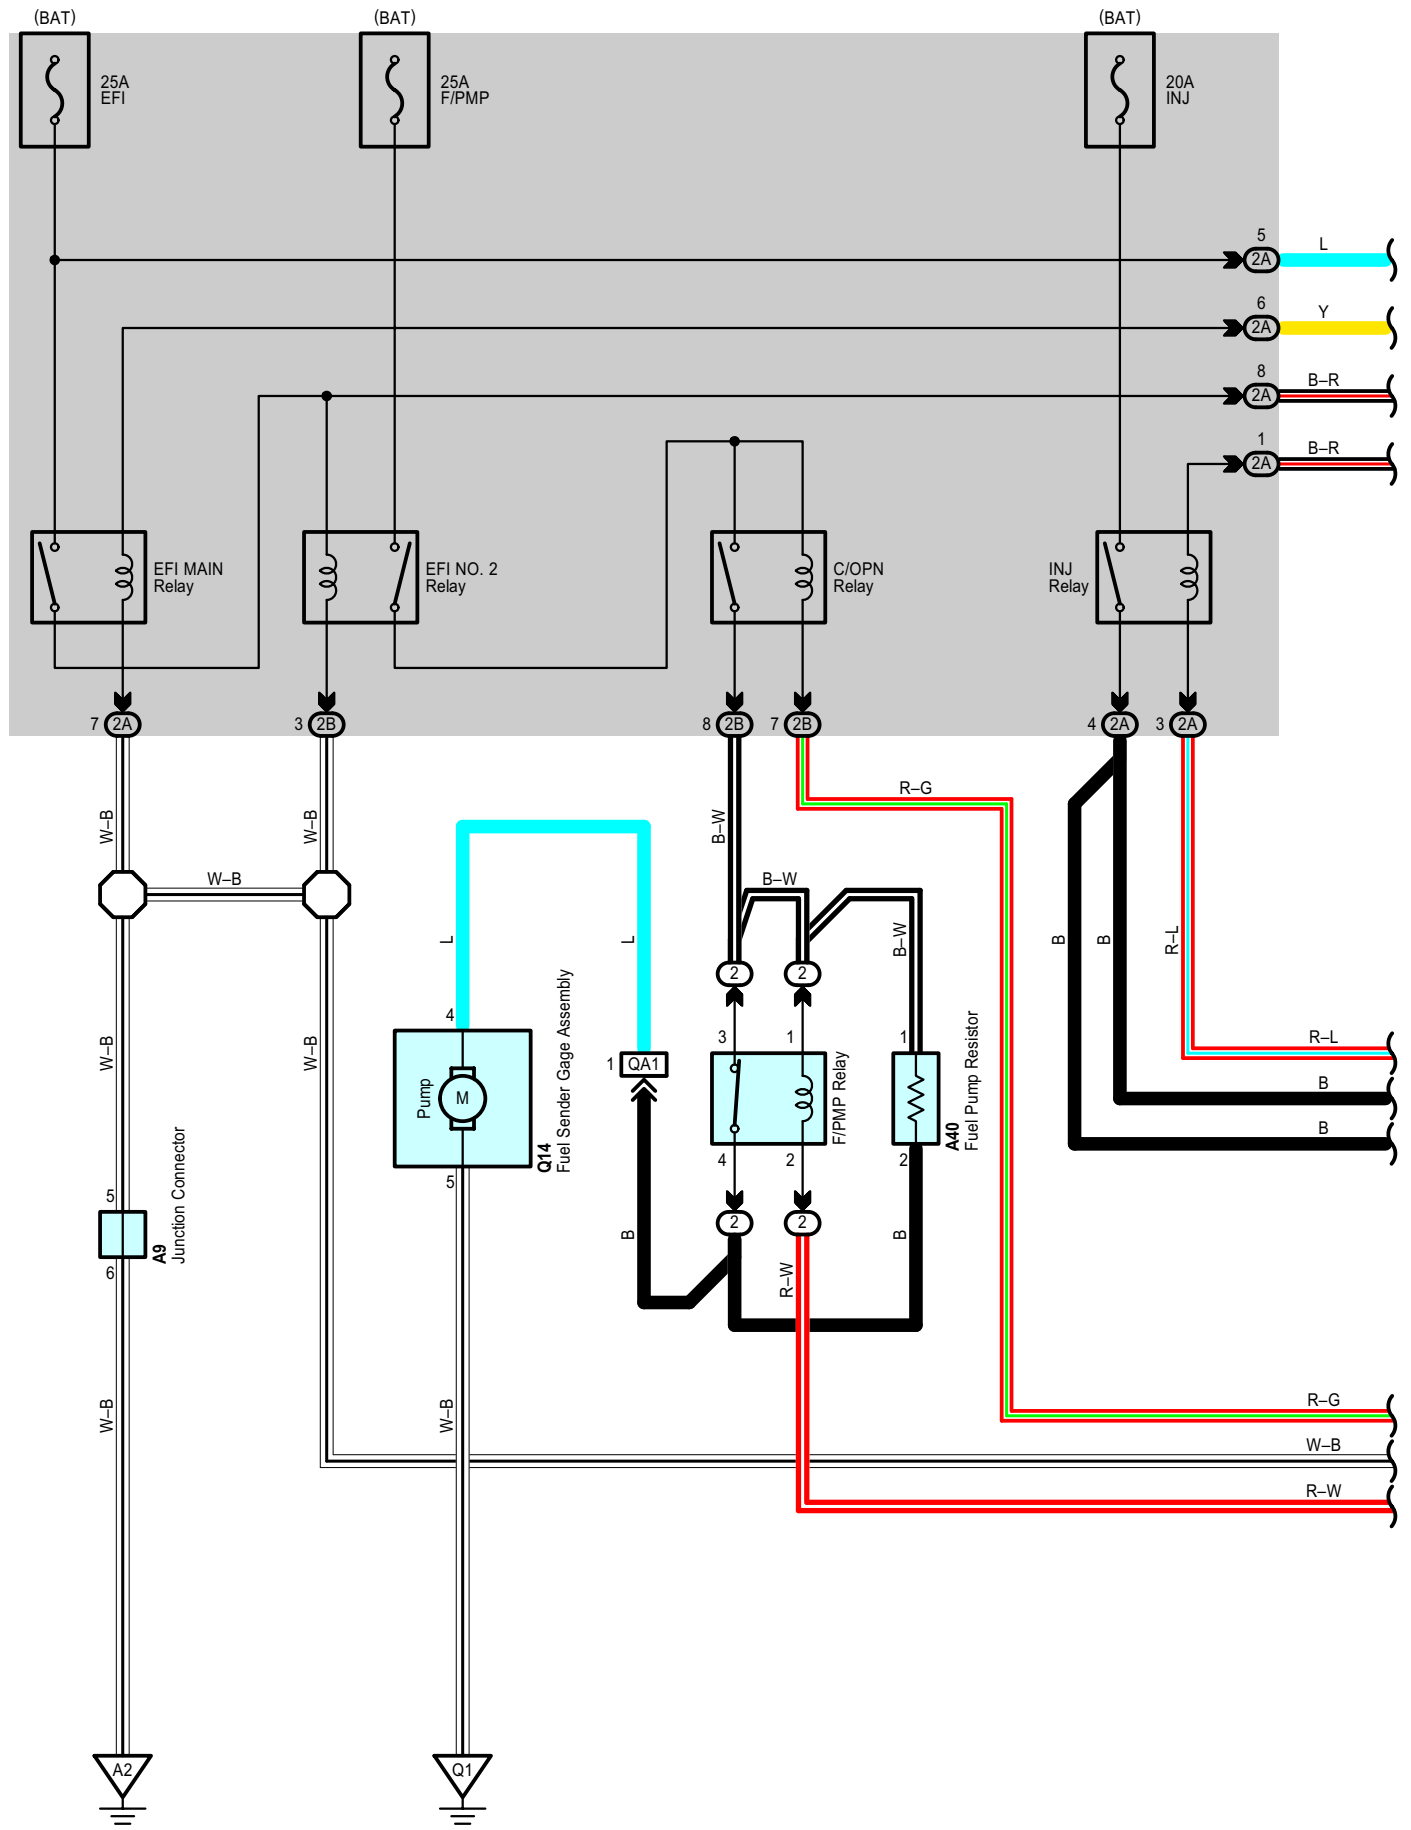 (BAT)
(BAT)
(BAT)
25A
EFI
25A
F/PMP
20A
INJ
5
2A
L
6
2A
Y
8
2A
B–R
1
2A
B–R
EFI MAIN
Relay
EFI NO. 2
Relay
C/OPN
Relay
INJ
Relay
7
2A
3
2B
8
2B
7
2B
4
2A
3
2A
R–G
W–B
W–B
B–W
W–B
B–W
L
L
B–W
B
B
R–L
2
2
4
Fuel Sender Gage Assembly
Q14
Pump
M
5
W–B
W–B
1
QA1
3
1
F/PMP Relay
4
2
1
A40
Fuel Pump Resistor
2
R–L
B
B
5
A9
Junction Connector
6
2
2
B
B
R–W
W–B
W–B
R–G
W–B
R–W
A2
Q1